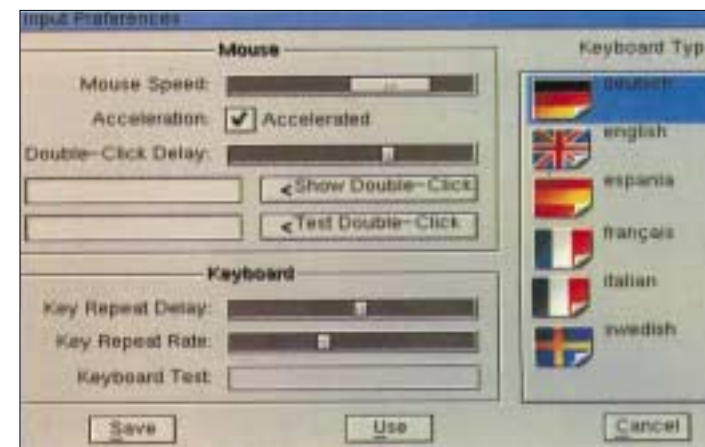 Input Preferences
Mouse
Mouse Speed:
Acceleration: Accelerated
Double-Click Delay:
<Show Double-Click
<Test Double-Click
Keyboard
Key Repeat Delay:
Key Repeat Rate:
Keyboard Test:
Save Use Cancel
Keyboard Typ
deutsch
english
espania
français
italian
swedish